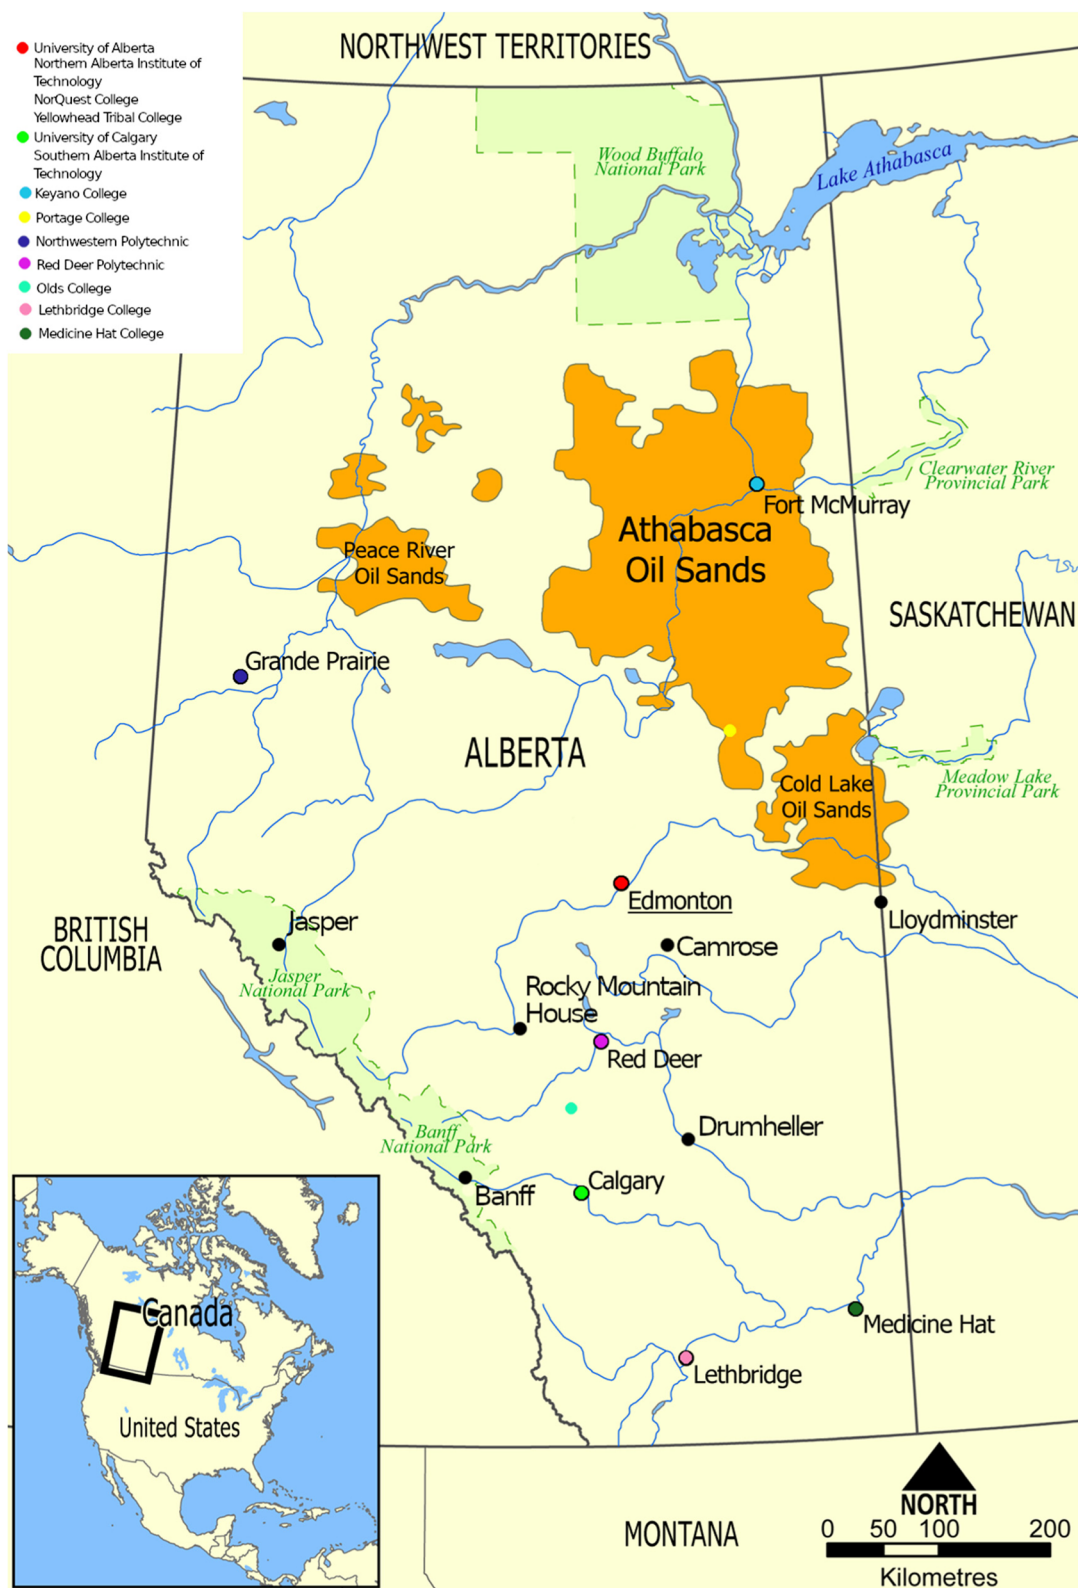 University of Alberta
Northern Alberta Institute of
Technology
NorQuest College
Yellowhead Tribal College
University of Calgary
Southern Alberta Institute of
Technology
Keyano College
Portage College
Northwestern Polytechnic
Red Deer Polytechnic
Olds College
Lethbridge College
Medicine Hat College
NORTHWEST TERRITORIES
Wood Buffalo
National Park
Lake Athabasca
Clearwater River
Provincial Park
Fort McMurray
Athabasca
Oil Sands
Peace River
Oil Sands
SASKATCHEWAN
Grande Prairie
ALBERTA
Cold Lake
Oil Sands
Meadow Lake
Provincial Park
Edmonton
Lloydminster
BRITISH
COLUMBIA
Jasper
Camrose
Jasper
National Park
Rocky Mountain
House
Red Deer
Drumheller
Banff
National Park
Banff
Calgary
Medicine Hat
Lethbridge
Canada
United States
MONTANA
NORTH
0 50 100 200
Kilometres